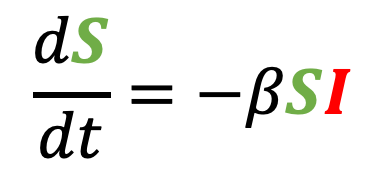 dS/dt = −βSI